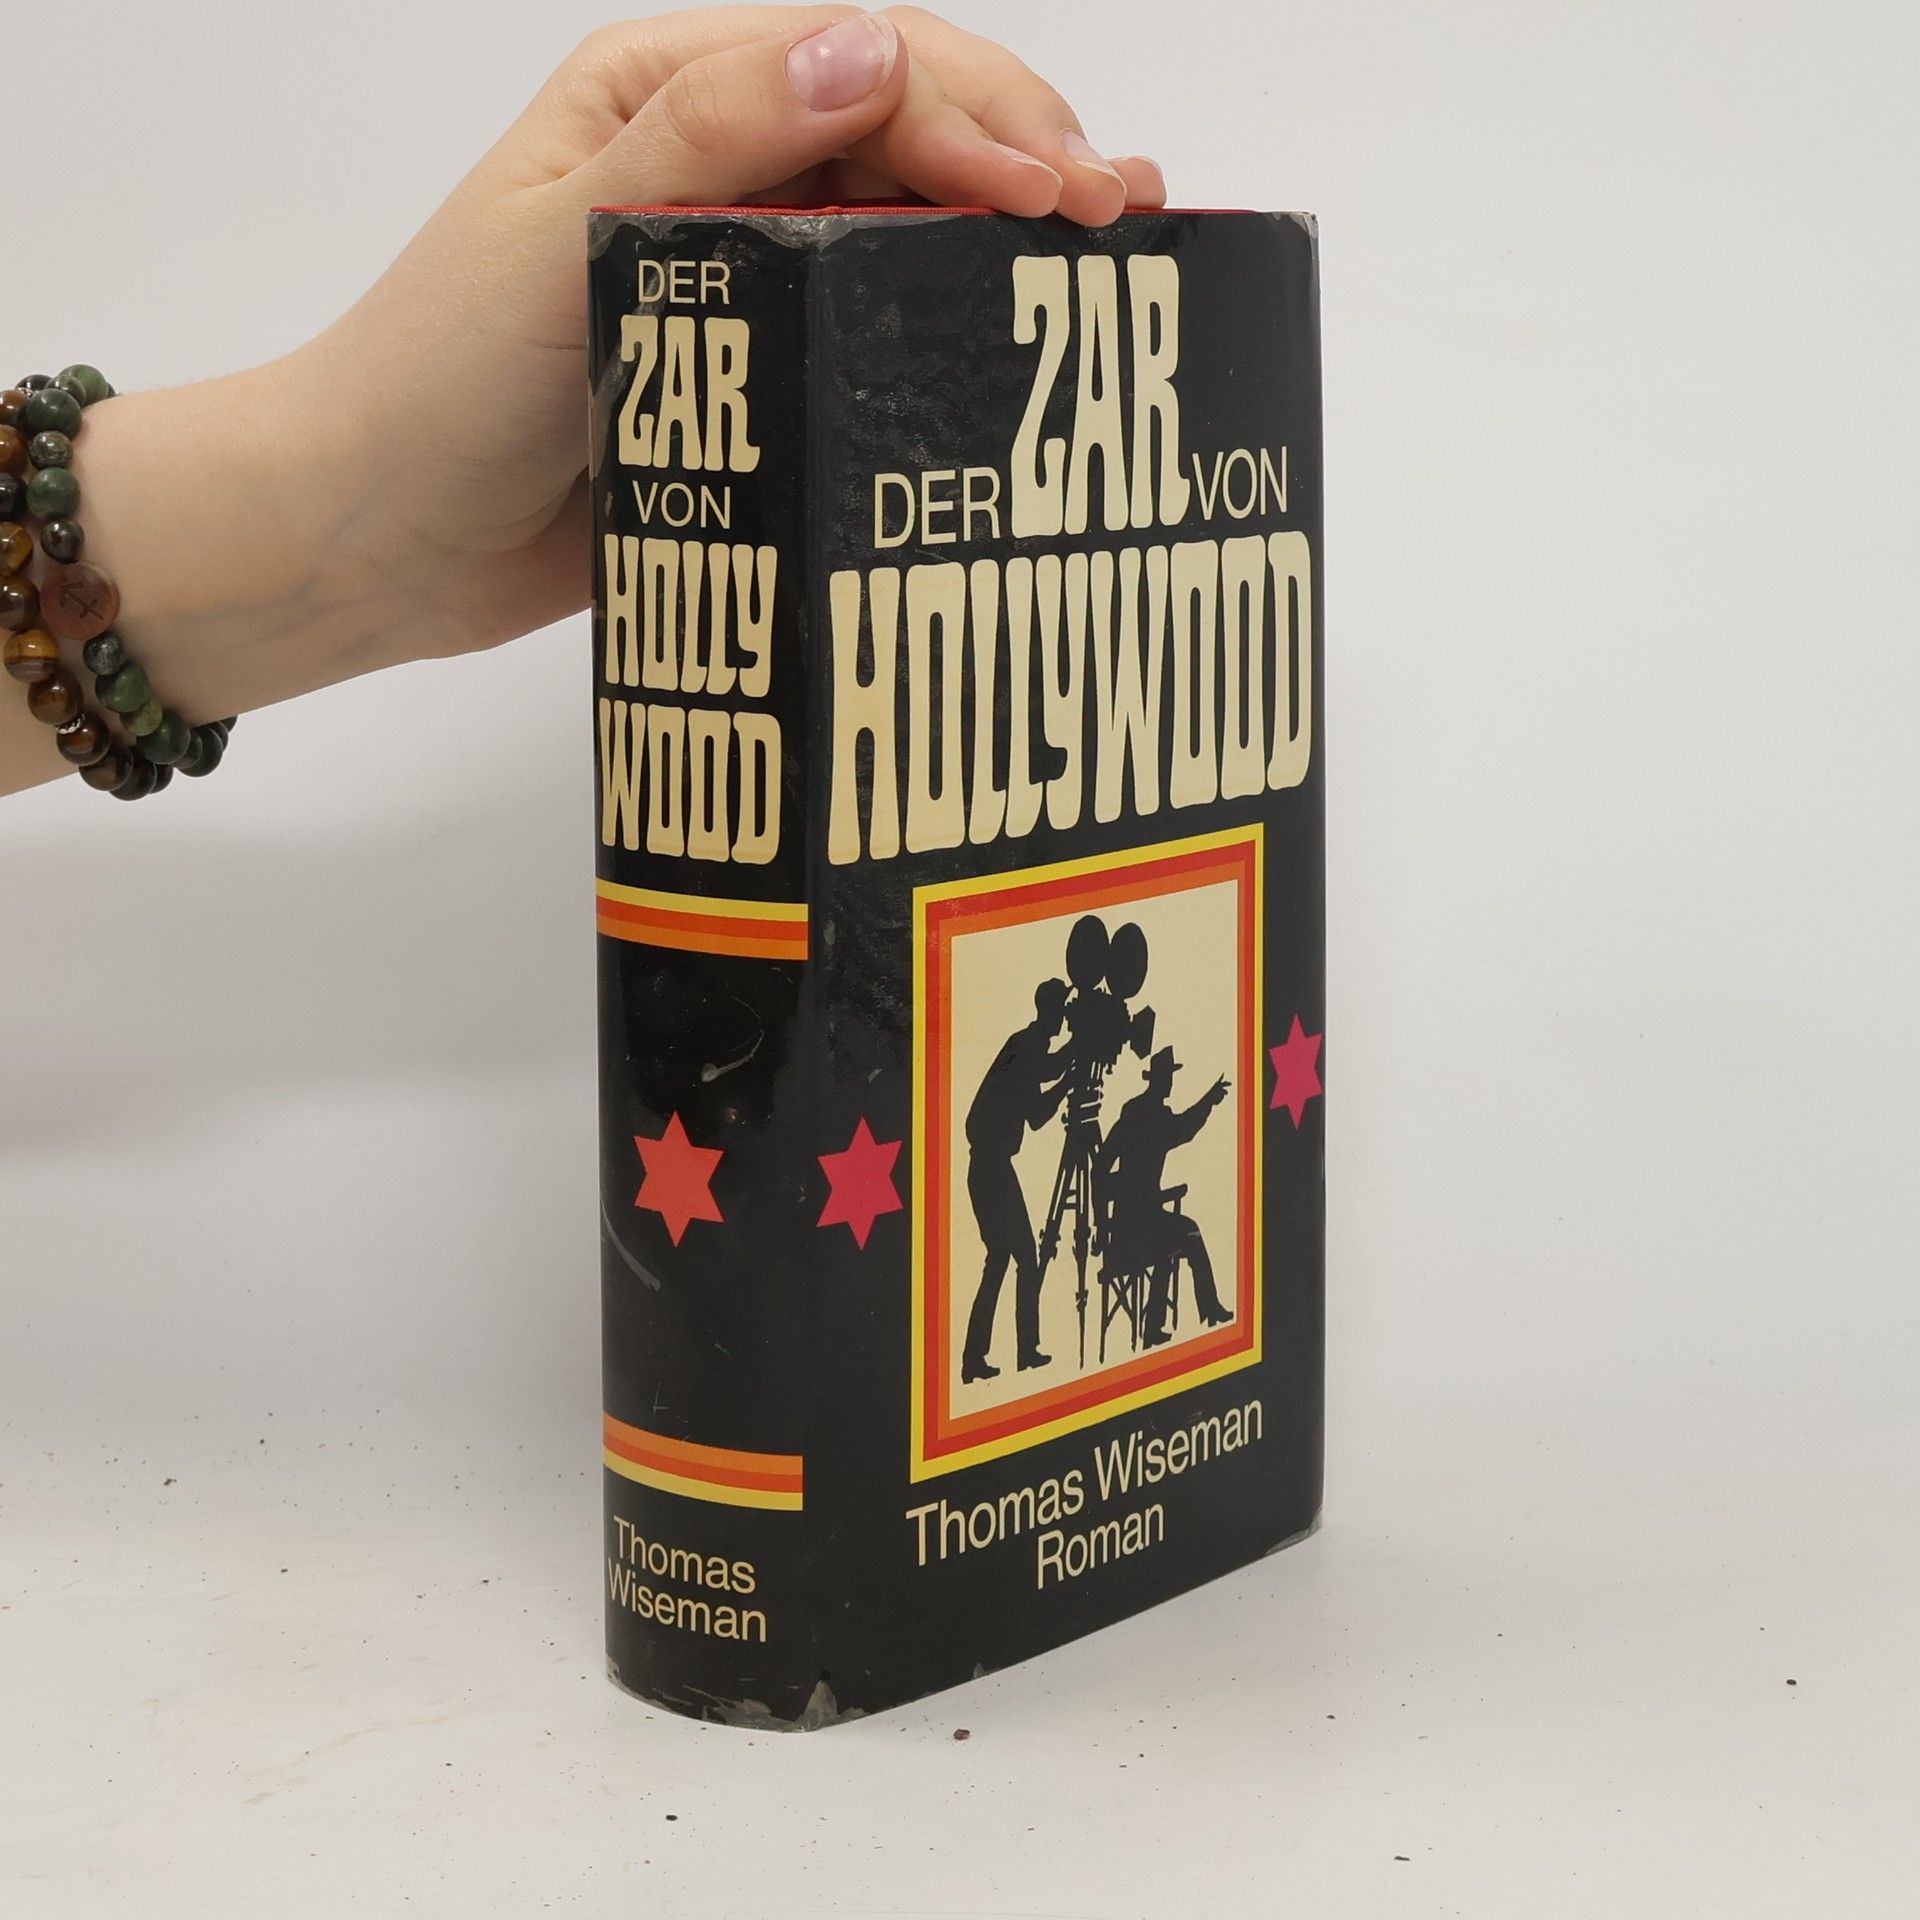 DER
ZAR
VON
HOLLY
WOOD
Thomas
Wiseman
DER ZAR VON
HOLLYWOOD
Thomas Wiseman
Roman